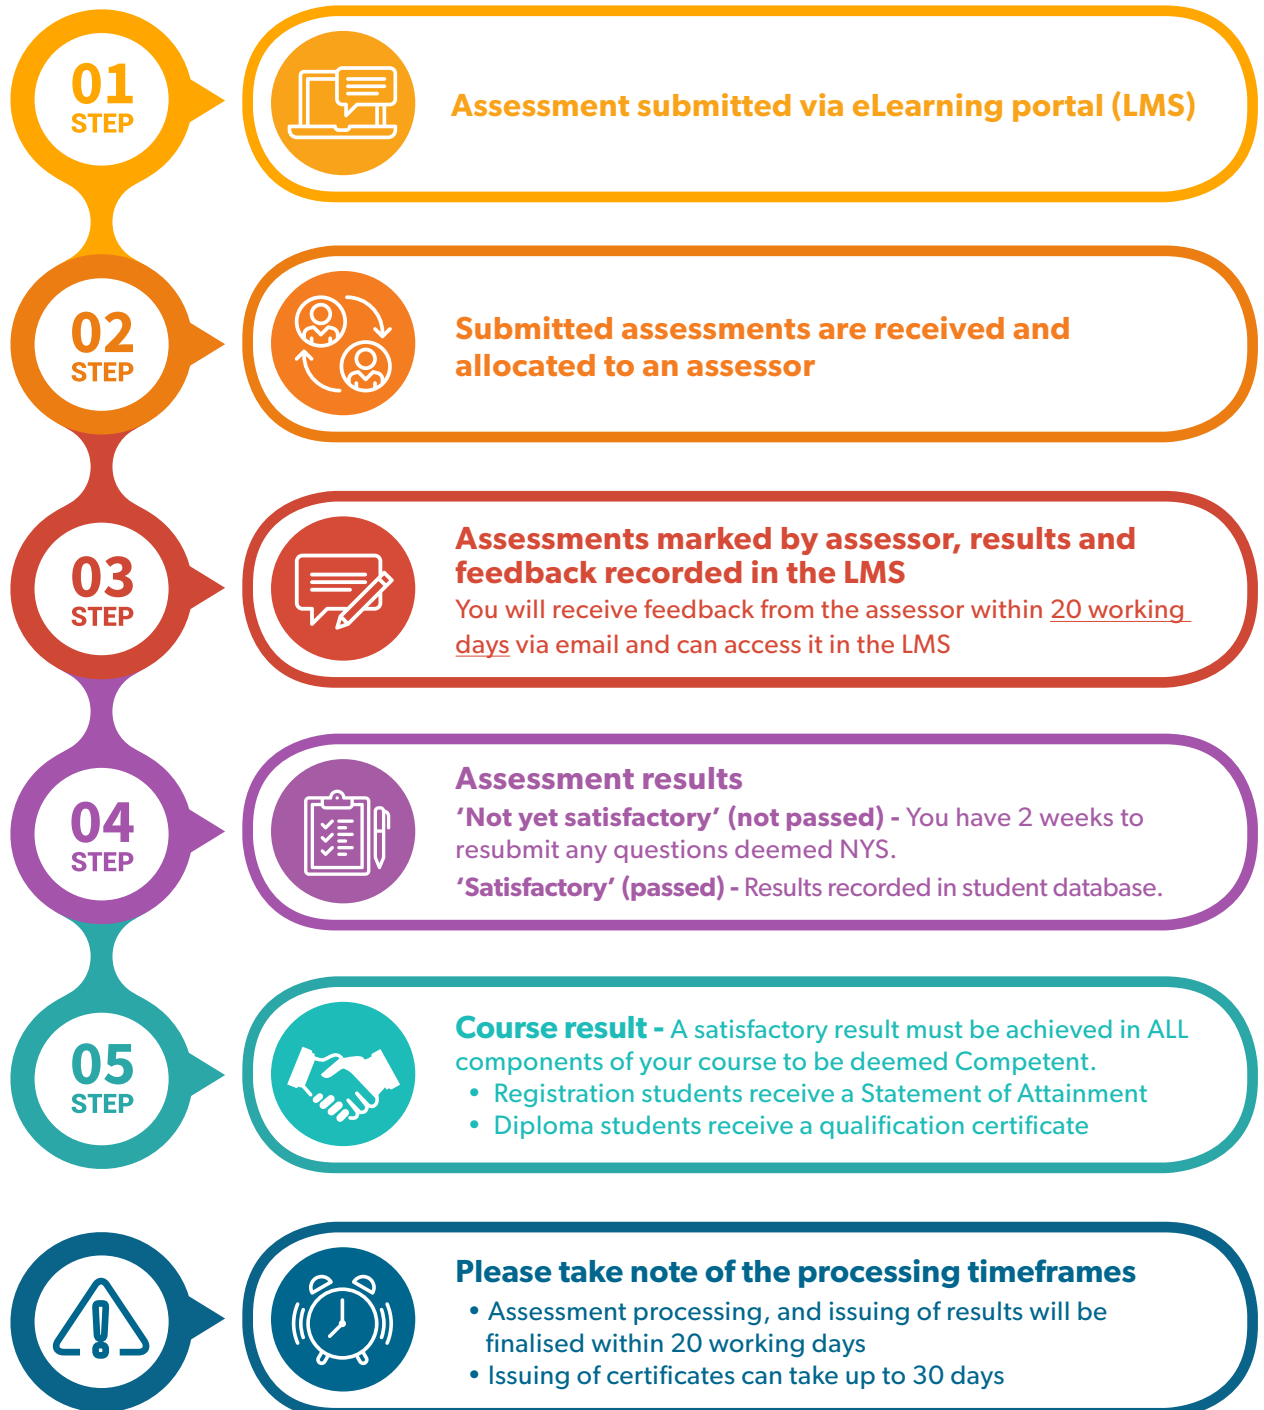 01
STEP
Assessment submitted via eLearning portal (LMS)
02
STEP
Submitted assessments are received and
allocated to an assessor
03
STEP
Assessments marked by assessor, results and
feedback recorded in the LMS
You will receive feedback from the assessor within 20 working
days via email and can access it in the LMS
04
STEP
Assessment results
‘Not yet satisfactory’ (not passed) - You have 2 weeks to
resubmit any questions deemed NYS.
‘Satisfactory’ (passed) - Results recorded in student database.
05
STEP
Course result - A satisfactory result must be achieved in ALL
components of your course to be deemed Competent.
• Registration students receive a Statement of Attainment
• Diploma students receive a qualification certificate
Please take note of the processing timeframes
• Assessment processing, and issuing of results will be
finalised within 20 working days
• Issuing of certificates can take up to 30 days